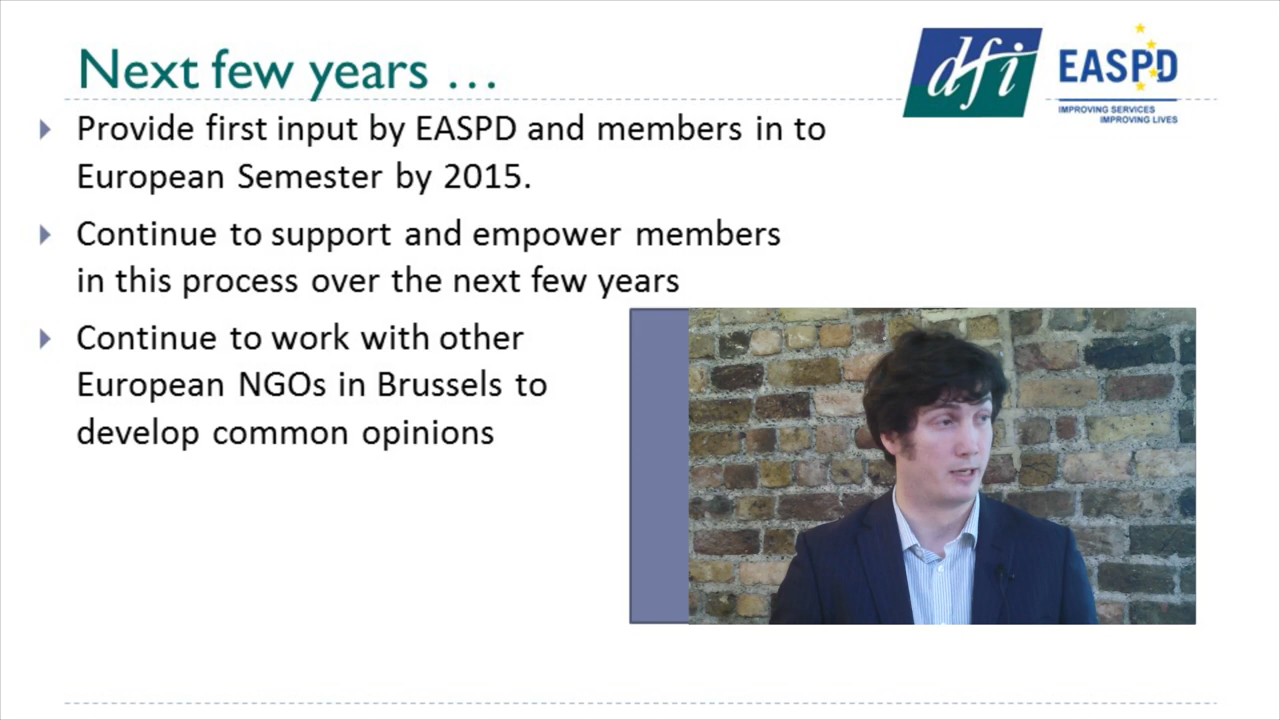 Next few years ...
dfi
EASPD
IMPROVING SERVICES
IMPROVING LIVES
Provide first input by EASPD and members in to
European Semester by 2015.
Continue to support and empower members
in this process over the next few years
Continue to work with other
European NGOs in Brussels to
develop common opinions